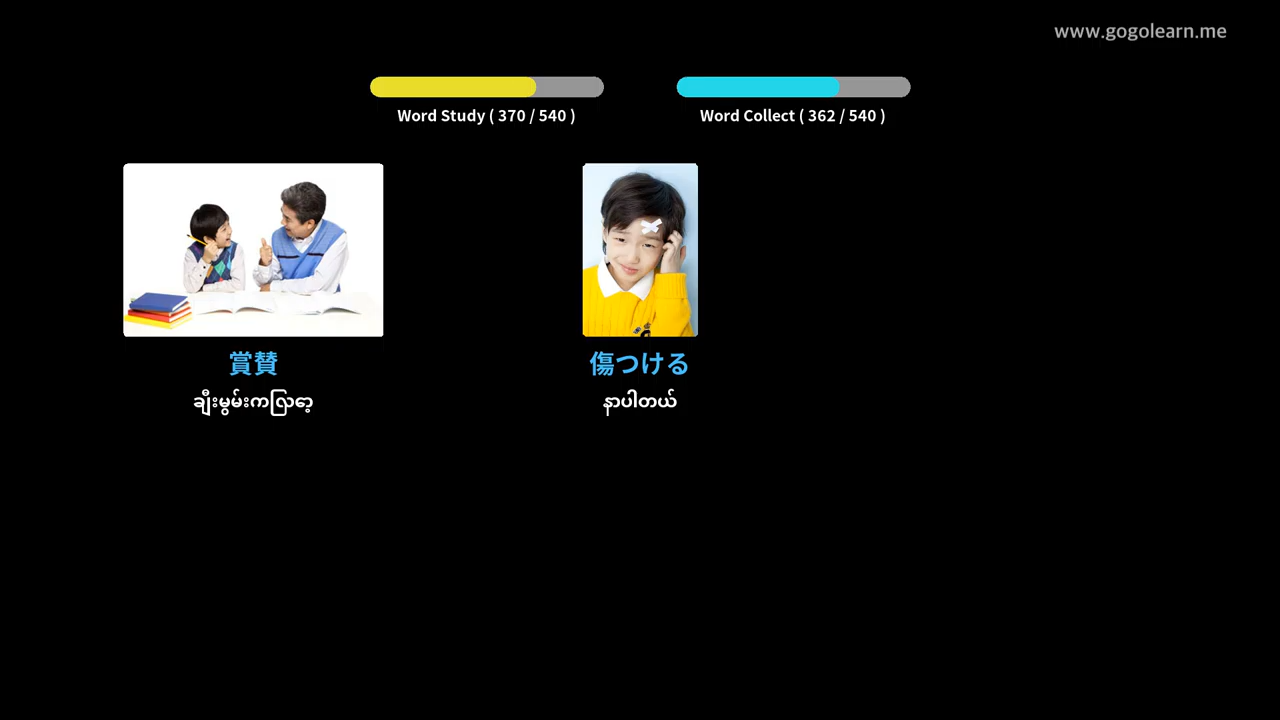 www.gogolearn.me
Word Study ( 370 / 540 )
Word Collect ( 362 / 540 )
賞賛
傷つける
ချီးမွမ်းကလြော့
နာပါတယ်